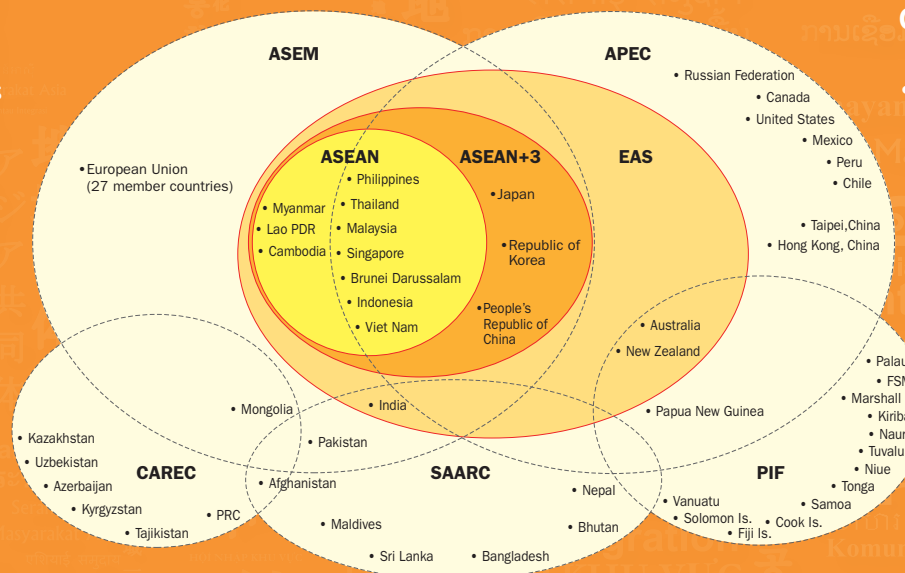 ASEM
APEC
• Russian Federation
• Canada
• United States
• Mexico
• Peru
• Chile
• Taipei,China
• Hong Kong, China
ASEAN
ASEAN+3
EAS
•European Union
(27 member countries)
• Philippines
• Thailand
• Malaysia
• Singapore
• Brunei Darussalam
• Indonesia
• Viet Nam
• Myanmar
• Lao PDR
• Cambodia
•Japan
•Republic of
Korea
•People's
Republic of
China
• Australia
• New Zealand
• Papua New Guinea
• Mongolia
• India
• Pakistan
• Afghanistan
• Kazakhstan
• Uzbekistan
• Azerbaijan
• Kyrgyzstan
• Tajikistan
• PRC
CAREC
SAARC
• Maldives
• Sri Lanka
• Bangladesh
• Nepal
• Bhutan
PIF
• Palau
• FSM
• Marshall
• Tuvalu
• Niue
• Tonga
• Samoa
• Cook Is.
• Vanuatu
• Solomon Is.
• Fiji Is.